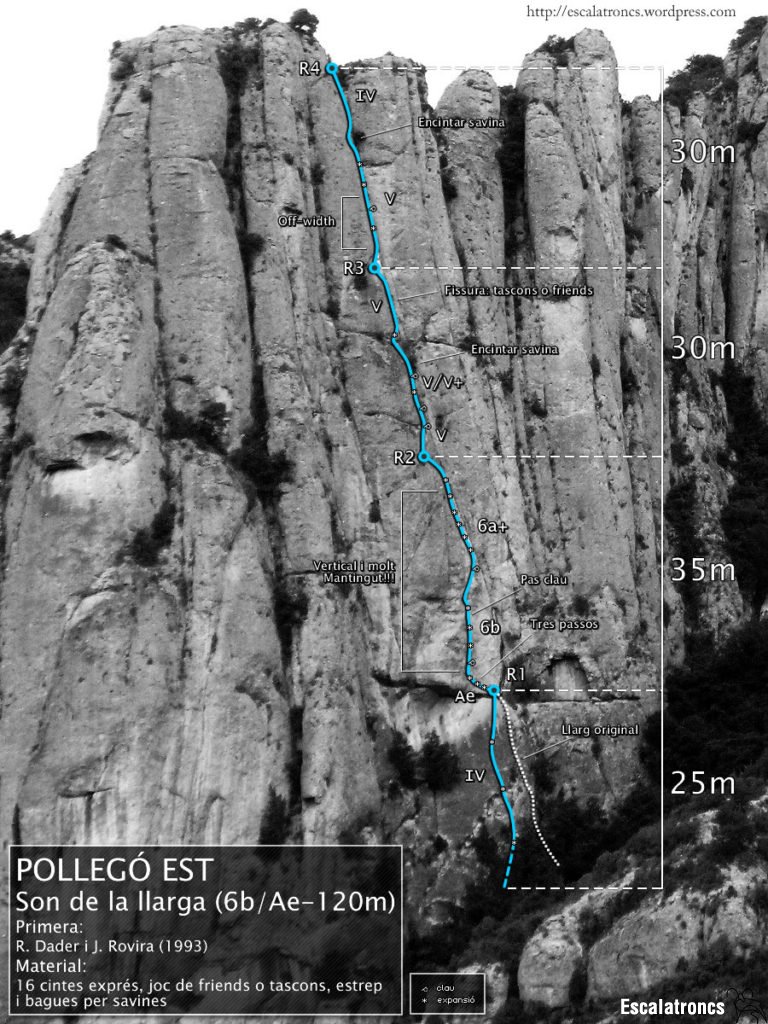 http://escalatroncs.wordpress.com
R4
IV
Encintar savina
30m
V
Off-width
R3
Fissura: tascons o friends
V
30m
Encintar savina
V/V+
V
R2
6a+
Vertical i molt
Mantingut!!!
35m
Pas clau
6b
Tres passos
R1
Ae
Llarg original
IV
25m
POLLEGÓ EST
Son de la llarga (6b/Ae-120m)
Primera:
R. Dader i J. Rovira (1993)
Material:
16 cintes exprés, joc de friends o tascons, estrep
i bagues per savines
clau
expansió
Escalatroncs